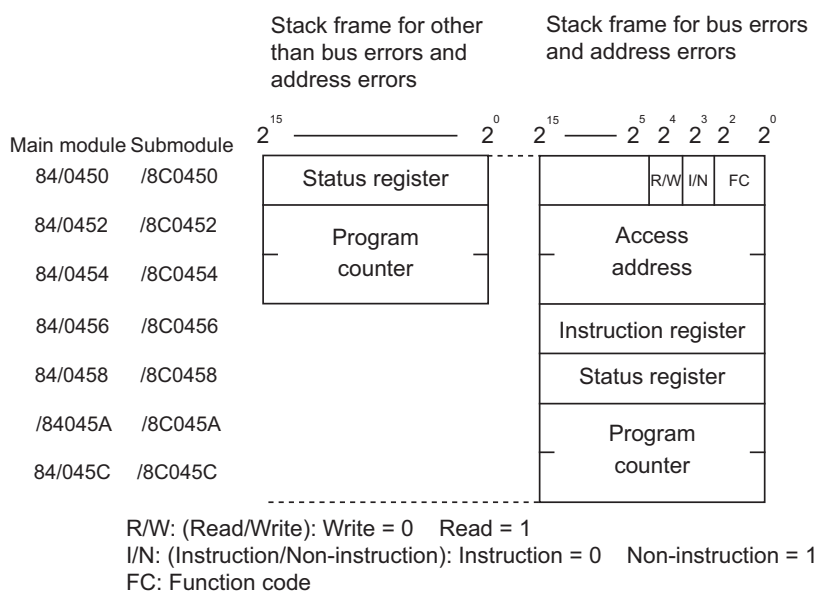 Stack frame for other than bus errors and address errors
Stack frame for bus errors and address errors
2^15 2^0 2^15 2^5 2^4 2^3 2^2 2^0
Main module Submodule
84/0450 /8C0450 Status register R/W I/N FC
84/0452 /8C0452 Program counter Access address
84/0454 /8C0454
84/0456 /8C0456 Instruction register
84/0458 /8C0458 Status register
/84045A /8C045A Program counter
84/045C /8C045C
R/W: (Read/Write): Write = 0 Read = 1
I/N: (Instruction/Non-instruction): Instruction = 0 Non-instruction = 1
FC: Function code